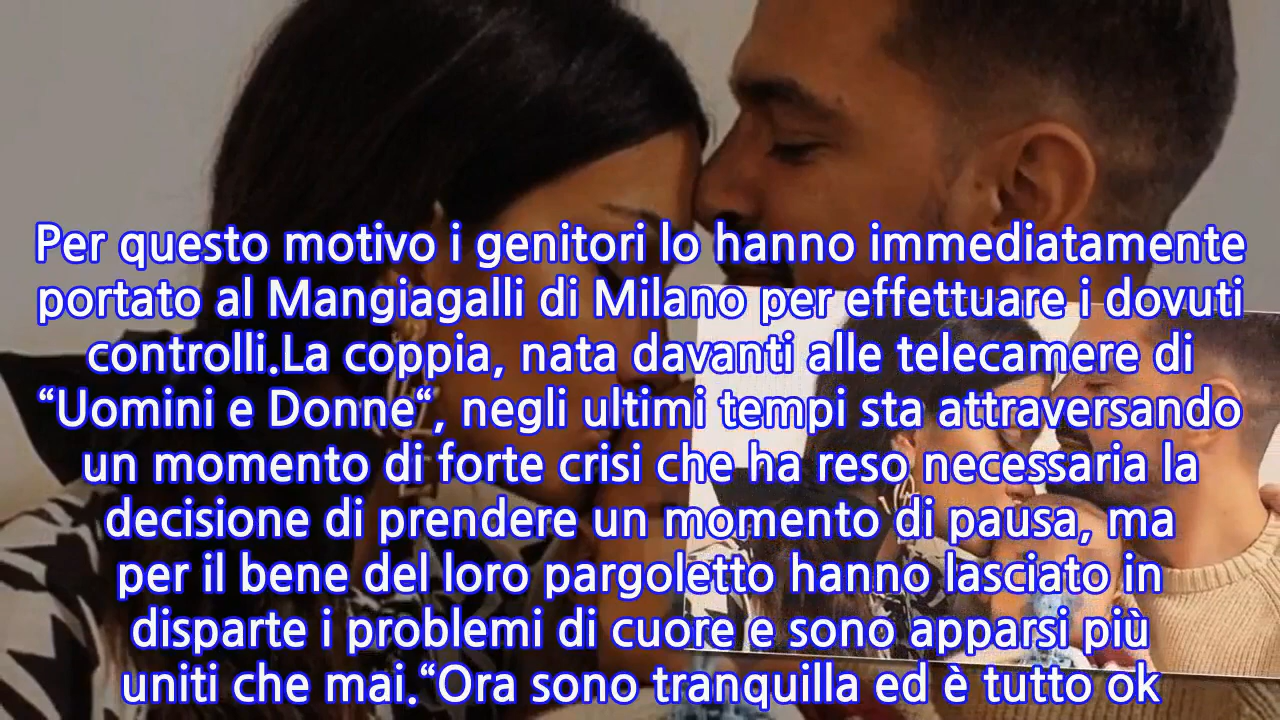 Per questo motivo i genitori lo hanno immediatamente
portato al Mangiagalli di Milano per effettuare i dovuti
controlli.La coppia, nata davanti alle telecamere di
“Uomini e Donne“, negli ultimi tempi sta attraversando
un momento di forte crisi che ha reso necessaria la
decisione di prendere un momento di pausa, ma
per il bene del loro pargoletto hanno lasciato in
disparte i problemi di cuore e sono apparsi più
uniti che mai.“Ora sono tranquilla ed è tutto ok